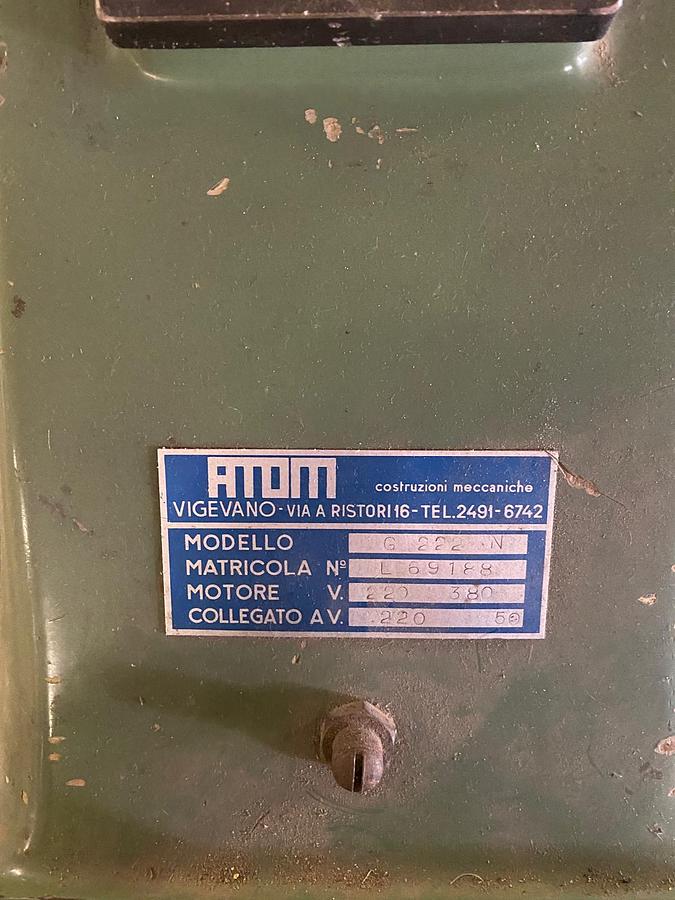 ATOM
costruzioni meccaniche
VIGEVANO - VIA A RISTORI 16 - TEL. 2491 - 6742
MODELLO G 222 N
MATRICOLA Nº L 69188
MOTORE V. 220 380
COLLEGATO A V. 220 50